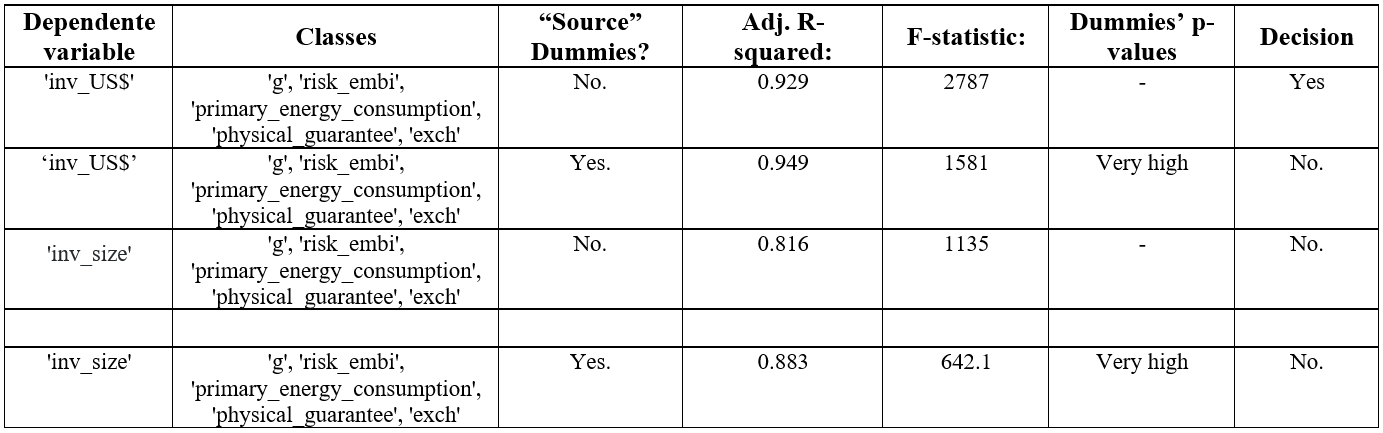 Dependente variable | Classes | “Source” Dummies? | Adj. R-squared: | F-statistic: | Dummies’ p-values | Decision
'inv_US$' | 'g', 'risk_embi', 'primary_energy_consumption', 'physical_guarantee', 'exch' | No. | 0.929 | 2787 | - | Yes
‘inv_US$’ | 'g', 'risk_embi', 'primary_energy_consumption', 'physical_guarantee', 'exch' | Yes. | 0.949 | 1581 | Very high | No.
'inv_size' | 'g', 'risk_embi', 'primary_energy_consumption', 'physical_guarantee', 'exch' | No. | 0.816 | 1135 | - | No.
'inv_size' | 'g', 'risk_embi', 'primary_energy_consumption', 'physical_guarantee', 'exch' | Yes. | 0.883 | 642.1 | Very high | No.